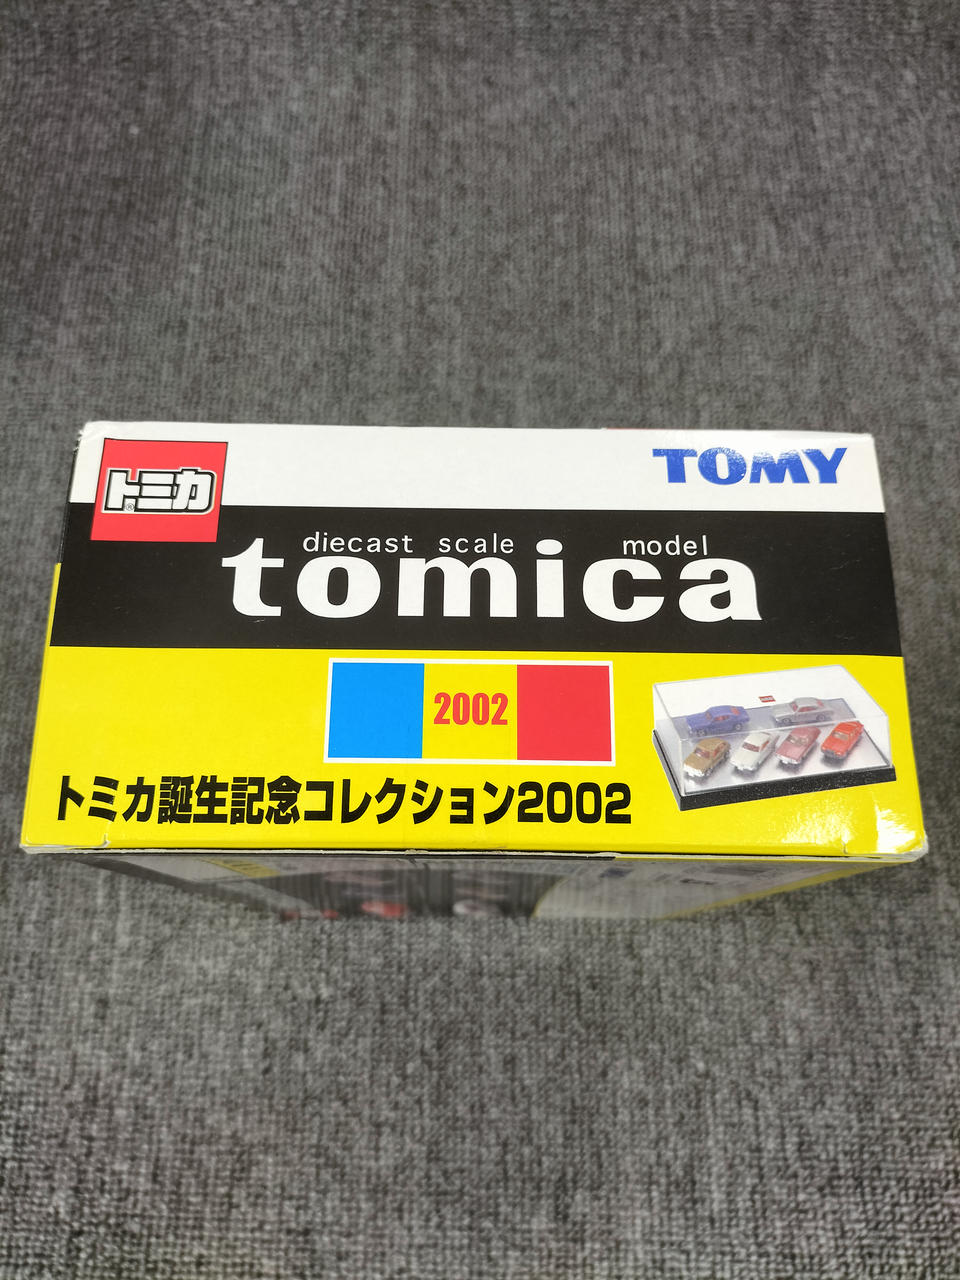 トミカ®
TOMY
diecast scale model
tomica
2002
トミカ誕生記念コレクション2002